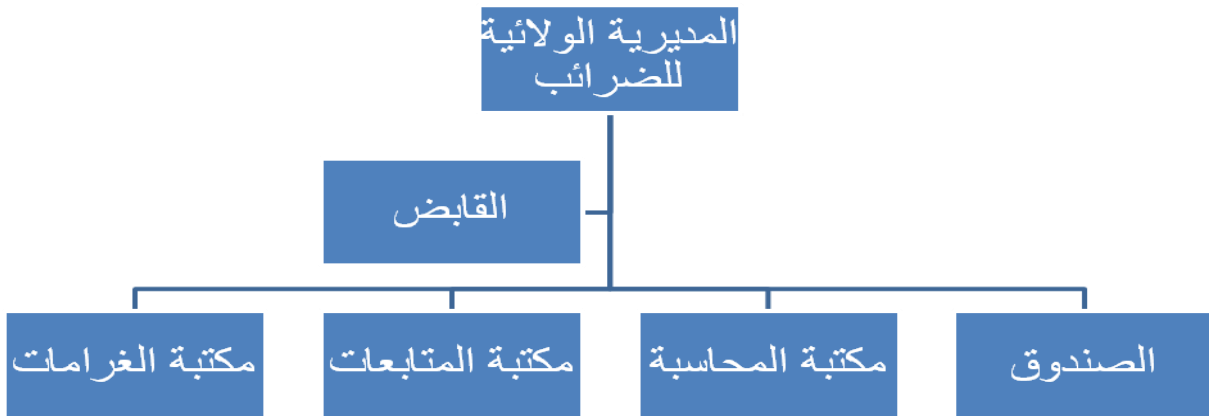 المديرية الولائية
للضرائب
القابض
الصندوق
مكتبة المحاسبة
مكتبة المتابعات
مكتبة الغرامات